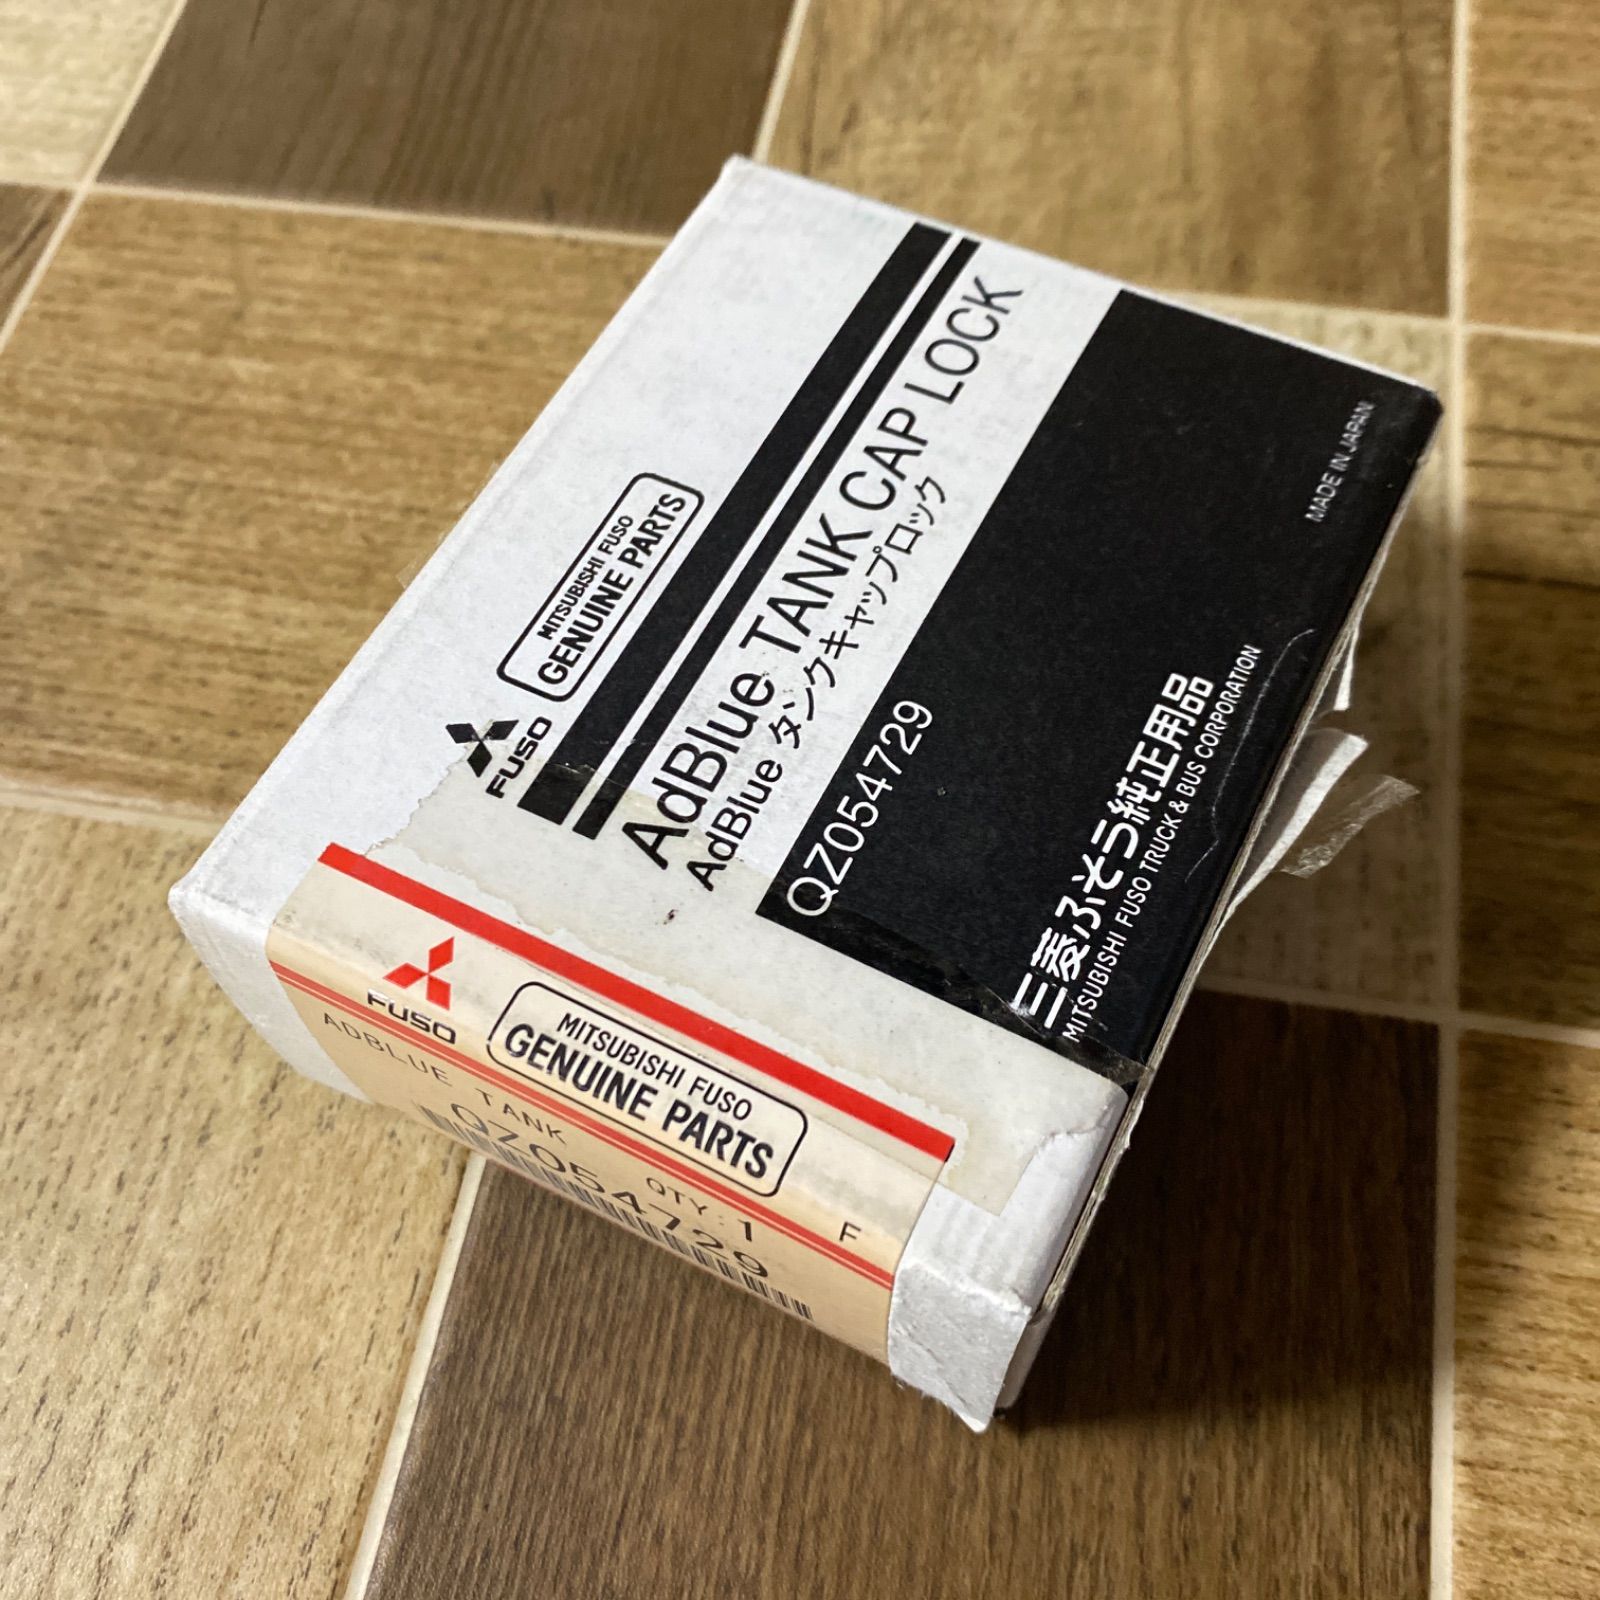 FUSO
MITSUBISHI FUSO
GENUINE PARTS
AdBlue TANK CAP LOCK
AdBlue タンクキャップロック
QZ054729
三菱ふそう純正用品
MITSUBISHI FUSO TRUCK & BUS CORPORATION
MADE IN JAPAN
FUSO
MITSUBISHI FUSO
GENUINE PARTS
ADBLUE TANK
QTY:1 F
QZ054729